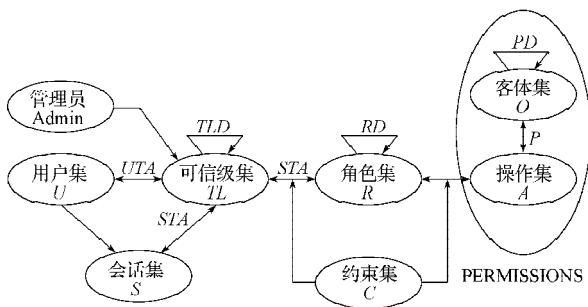 PD
客体集
O
管理员
Admin
TLD
RD
P
用户集
U
UTA
可信级集
TL
STA
角色集
R
操作集
A
STA
会话集
S
约束集
C
PERMISSIONS